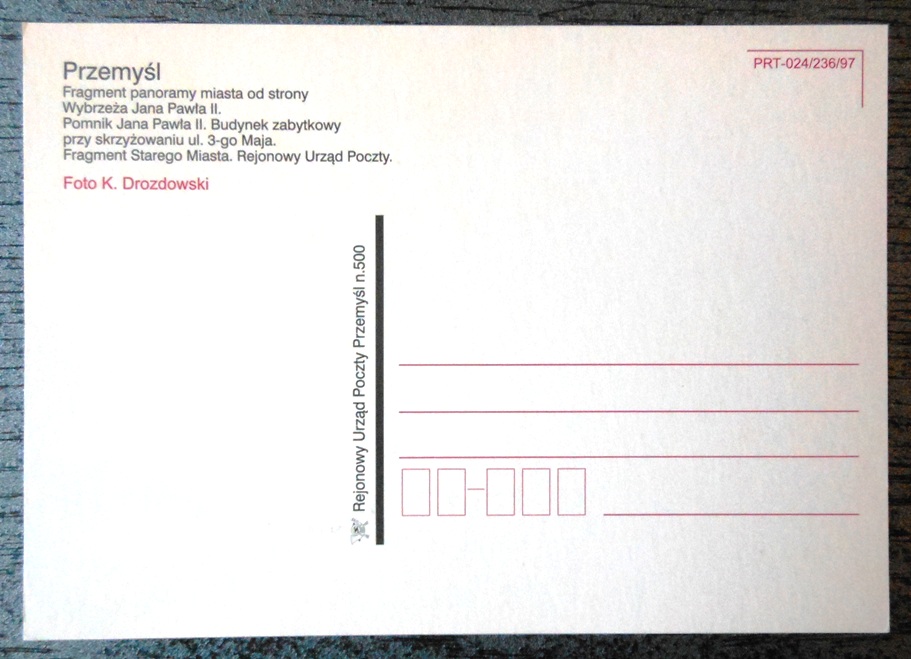 Przemyśl
Fragment panoramy miasta od strony
Wybrzeża Jana Pawła II.
Pomnik Jana Pawła II. Budynek zabytkowy
przy skrzyżowaniu ul. 3-go Maja.
Fragment Starego Miasta. Rejonowy Urząd Poczty.
Foto K. Drozdowski
PRT-024/236/97
Rejonowy Urząd Poczty Przemyśl n.500